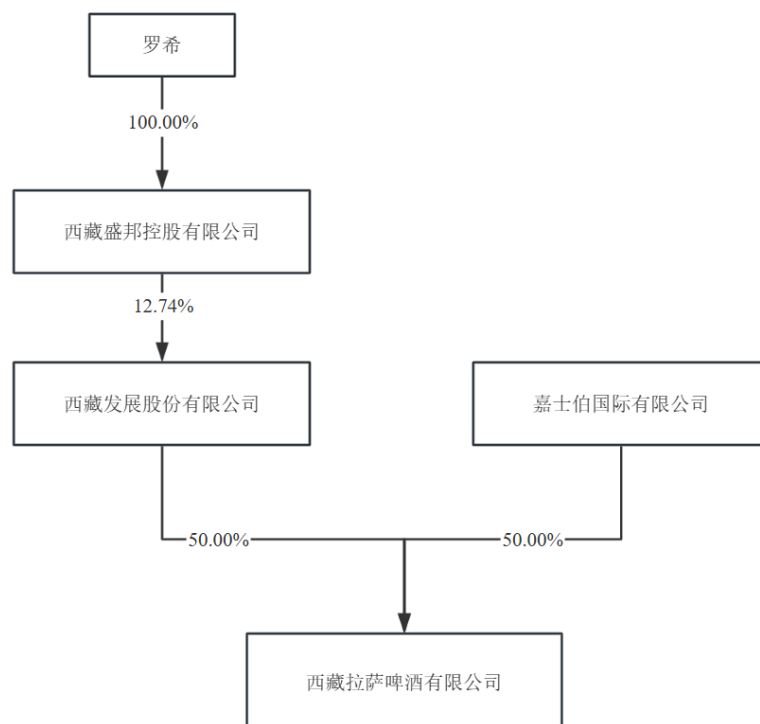 罗希
100.00%
西藏盛邦控股有限公司
12.74%
西藏发展股份有限公司
嘉士伯国际有限公司
50.00%
50.00%
西藏拉萨啤酒有限公司